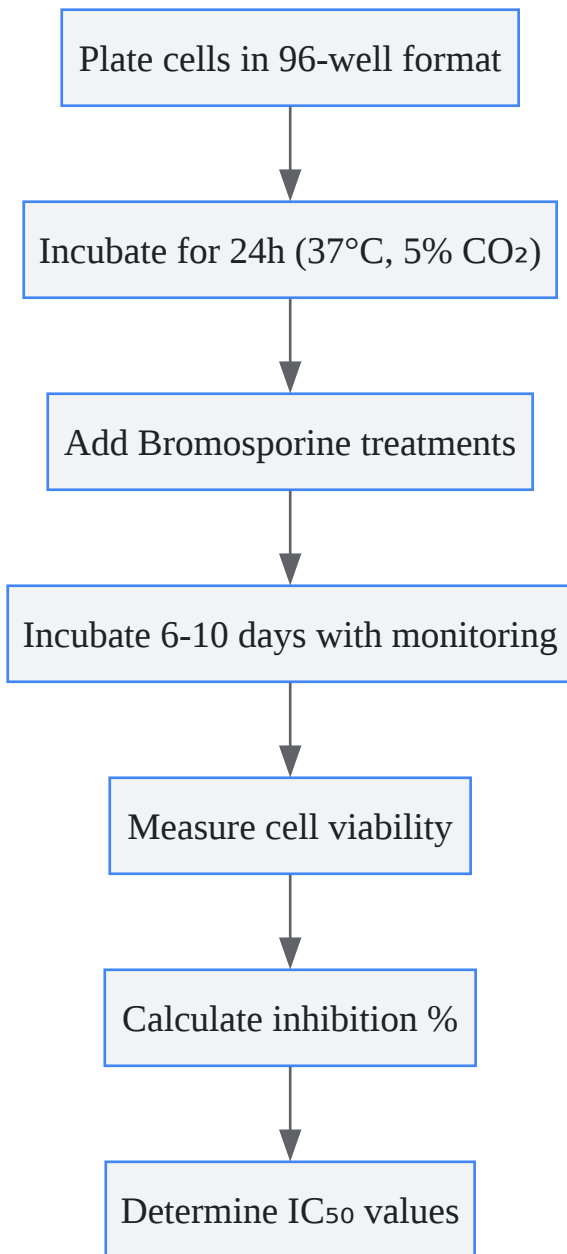 Plate cells in 96-well format
Incubate for 24h (37°C, 5% CO₂)
Add Bromosporine treatments
Incubate 6-10 days with monitoring
Measure cell viability
Calculate inhibition %
Determine IC₅₀ values